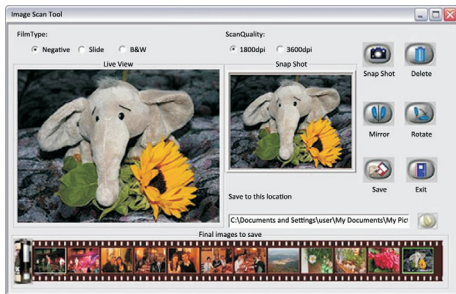 Image Scan Tool
FilmType:
Negative Slide B&W
ScanQuality:
1800dpi 3600dpi
Live View
Snap Shot
Snap Shot Delete
Mirror Rotate
Save Exit
Save to this location
C:\Documents and Settings\user\My Documents\My Pict
Final images to save